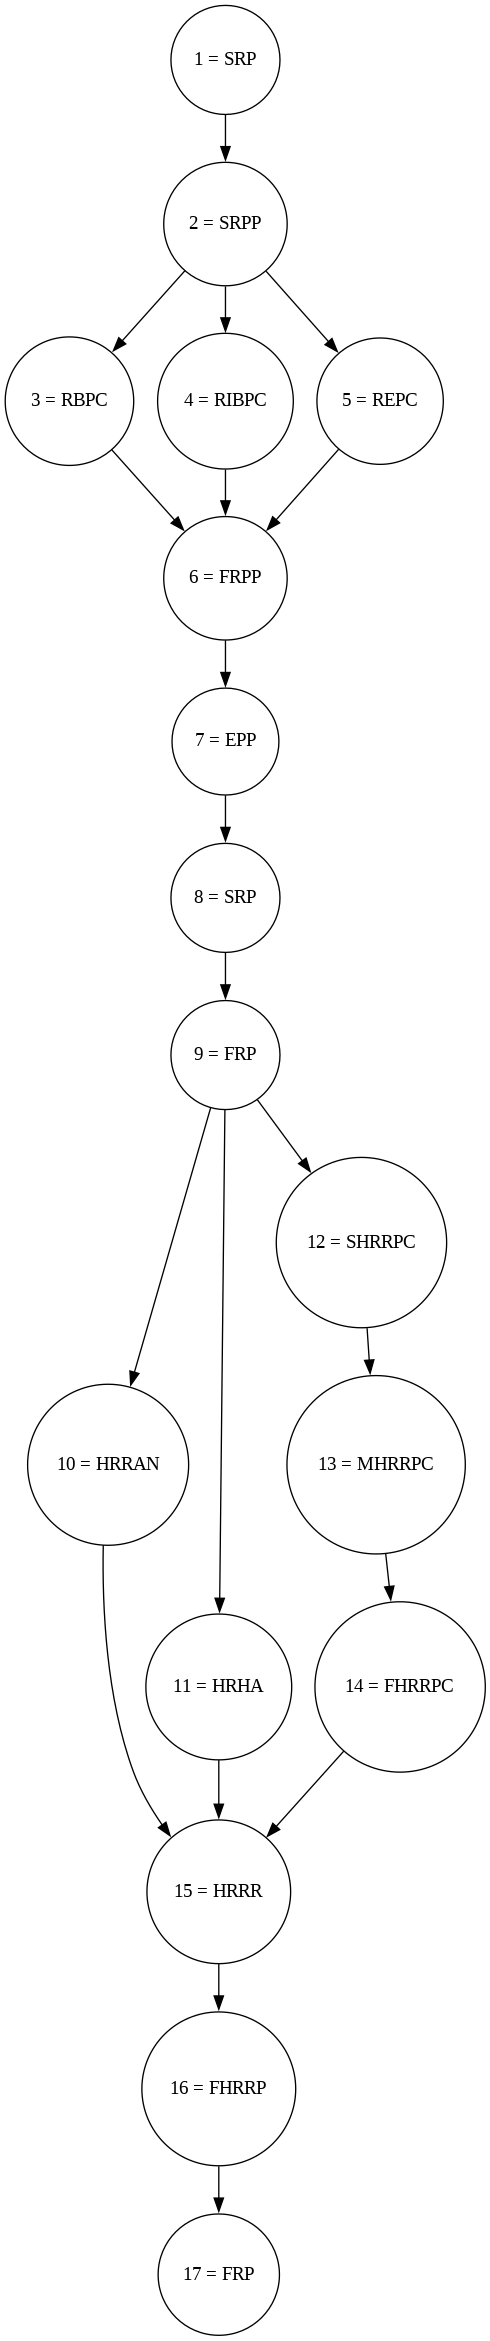 1 = SRP
2 = SRPP
3 = RBPC
4 = RIBPC
5 = REPC
6 = FRPP
7 = EPP
8 = SRP
9 = FRP
12 = SHRRPC
10 = HRRAN
13 = MHRRPC
11 = HRHA
14 = FHRRPC
15 = HRRR
16 = FHRRP
17 = FRP